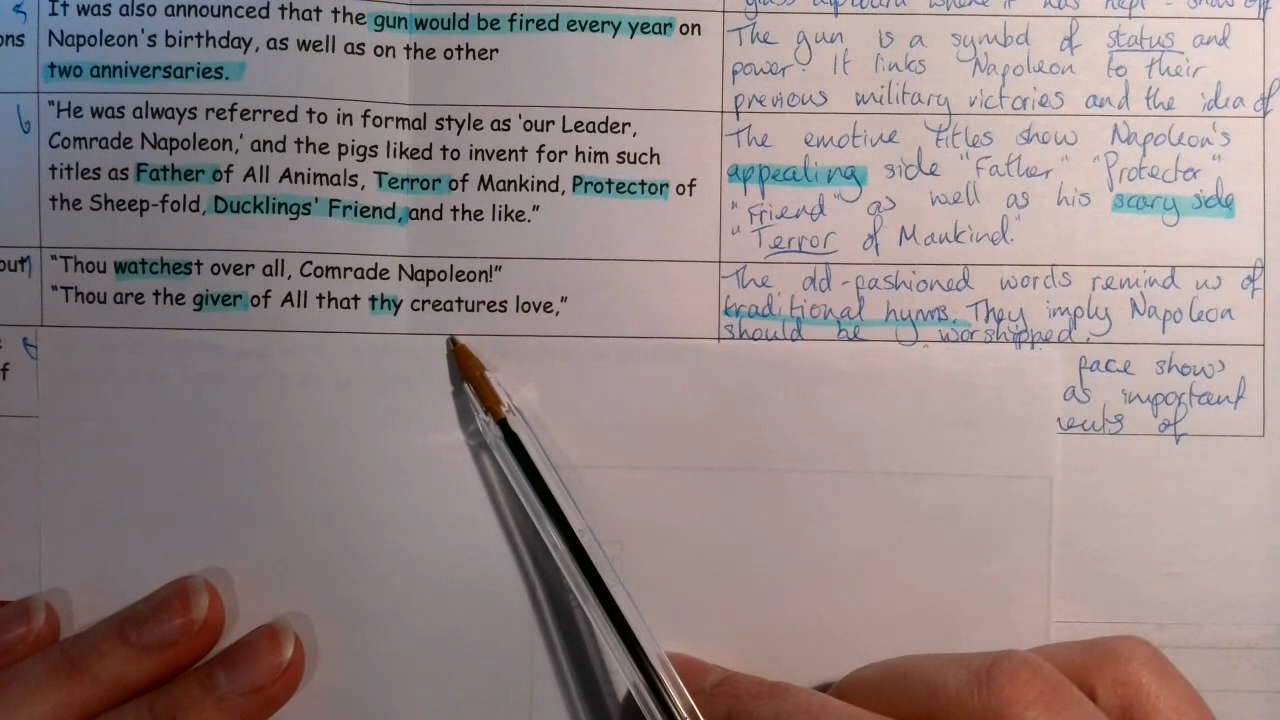 5
ons
It was also announced that the gun would be fired every year on
Napoleon's birthday, as well as on the other
two anniversaries.
The gun is a symbol of status and
power. It links Napoleon to their
previous military victories and the idea of
6
"He was always referred to in formal style as 'our Leader,
Comrade Napoleon,' and the pigs liked to invent for him such
titles as Father of All Animals, Terror of Mankind, Protector of
the Sheep-fold, Ducklings' Friend, and the like."
The emotive titles show Napoleon's
appealing side "Father" "Protector"
"Friend" as well as his scary side
"Terror of Mankind."
out
"Thou watchest over all, Comrade Napoleon!"
"Thou are the giver of All that thy creatures love,"
The old-fashioned words remind us of
traditional hymns. They imply Napoleon
should be worshipped.
f
face shows
as important
of